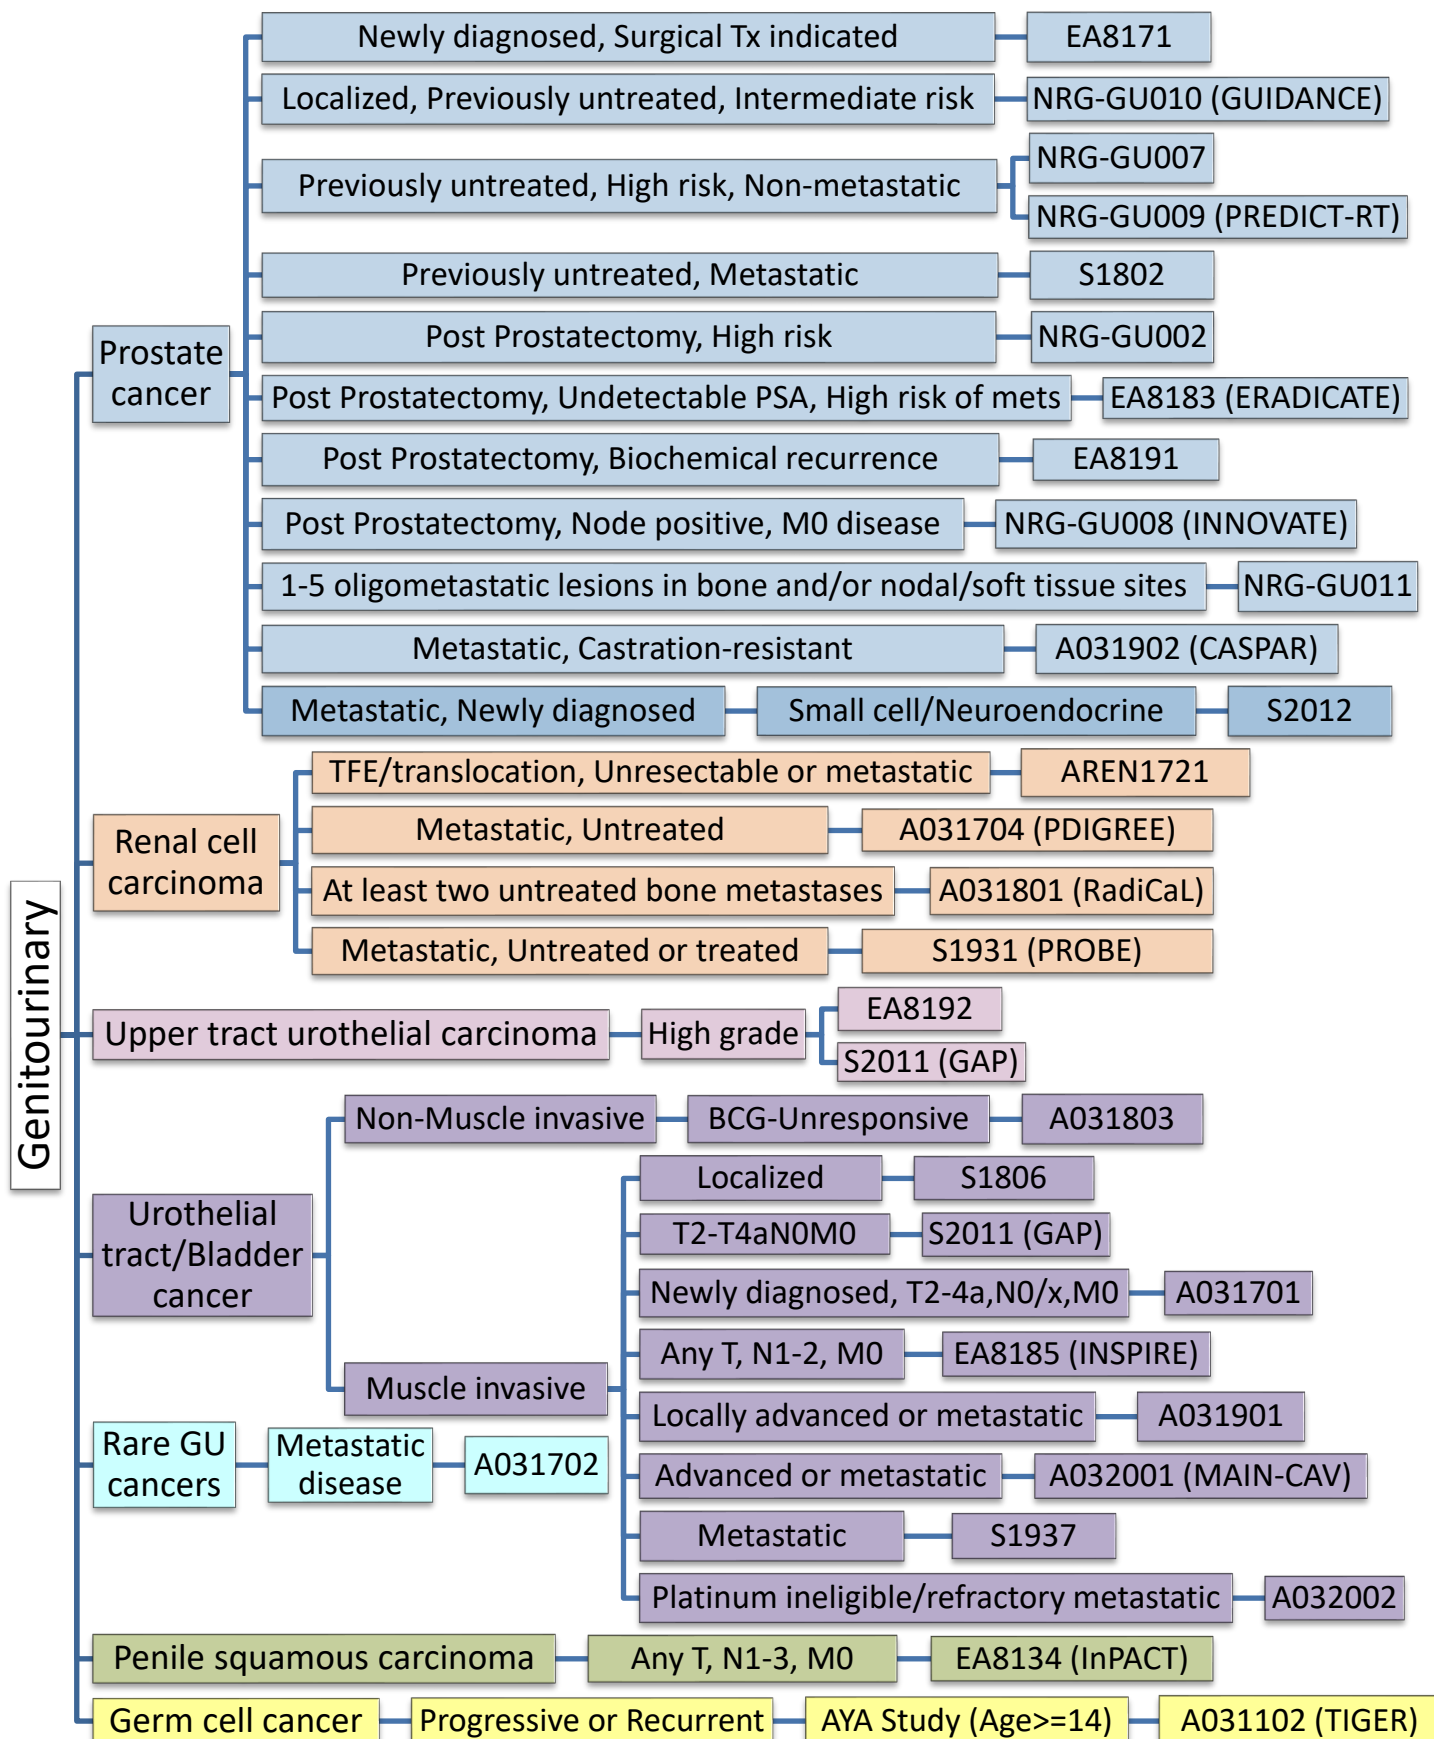 Genitourinary
Prostate
cancer
Newly diagnosed, Surgical Tx indicated
EA8171
Localized, Previously untreated, Intermediate risk
NRG-GU010 (GUIDANCE)
Previously untreated, High risk, Non-metastatic
NRG-GU007
NRG-GU009 (PREDICT-RT)
Previously untreated, Metastatic
S1802
Post Prostatectomy, High risk
NRG-GU002
Post Prostatectomy, Undetectable PSA, High risk of mets
EA8183 (ERADICATE)
Post Prostatectomy, Biochemical recurrence
EA8191
Post Prostatectomy, Node positive, M0 disease
NRG-GU008 (INNOVATE)
1-5 oligometastatic lesions in bone and/or nodal/soft tissue sites
NRG-GU011
Metastatic, Castration-resistant
A031902 (CASPAR)
Metastatic, Newly diagnosed
Small cell/Neuroendocrine
S2012
Renal cell
carcinoma
TFE/translocation, Unresectable or metastatic
AREN1721
Metastatic, Untreated
A031704 (PDIGREE)
At least two untreated bone metastases
A031801 (RadiCaL)
Metastatic, Untreated or treated
S1931 (PROBE)
Upper tract urothelial carcinoma
High grade
EA8192
S2011 (GAP)
Urothelial
tract/Bladder
cancer
Non-Muscle invasive
BCG-Unresponsive
A031803
Muscle invasive
Localized
S1806
T2-T4aN0M0
S2011 (GAP)
Newly diagnosed, T2-4a,N0/x,M0
A031701
Any T, N1-2, M0
EA8185 (INSPIRE)
Locally advanced or metastatic
A031901
Advanced or metastatic
A032001 (MAIN-CAV)
Metastatic
S1937
Platinum ineligible/refractory metastatic
A032002
Rare GU
cancers
Metastatic
disease
A031702
Penile squamous carcinoma
Any T, N1-3, M0
EA8134 (InPACT)
Germ cell cancer
Progressive or Recurrent
AYA Study (Age>=14)
A031102 (TIGER)